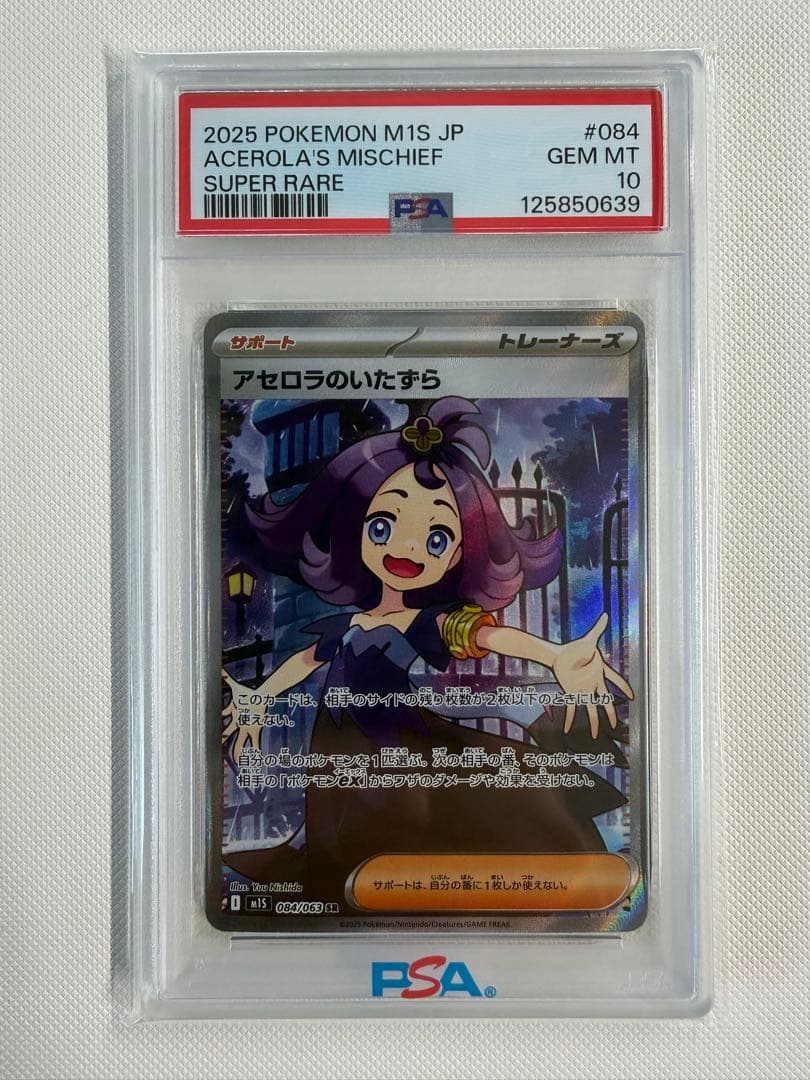 2025 POKEMON M1S JP #084
ACEROLA'S MISCHIEF GEM MT
SUPER RARE 10
PSA 125850639
サポート トレーナーズ
アセロラのいたずら
このカードは、相手のサイドの残り枚数が2枚以下のときにしか
使えない。
自分の場のポケモンを1匹選ぶ。次の相手の番、そのポケモンは
相手の「ポケモンex」からワザのダメージや効果を受けない。
サポートは、自分の番に1枚しか使えない。
Illus. Yuu Nishida
I M1S 084/063 SR
©2025 Pokémon/Nintendo/Creatures/GAME FREAK.
PSA®